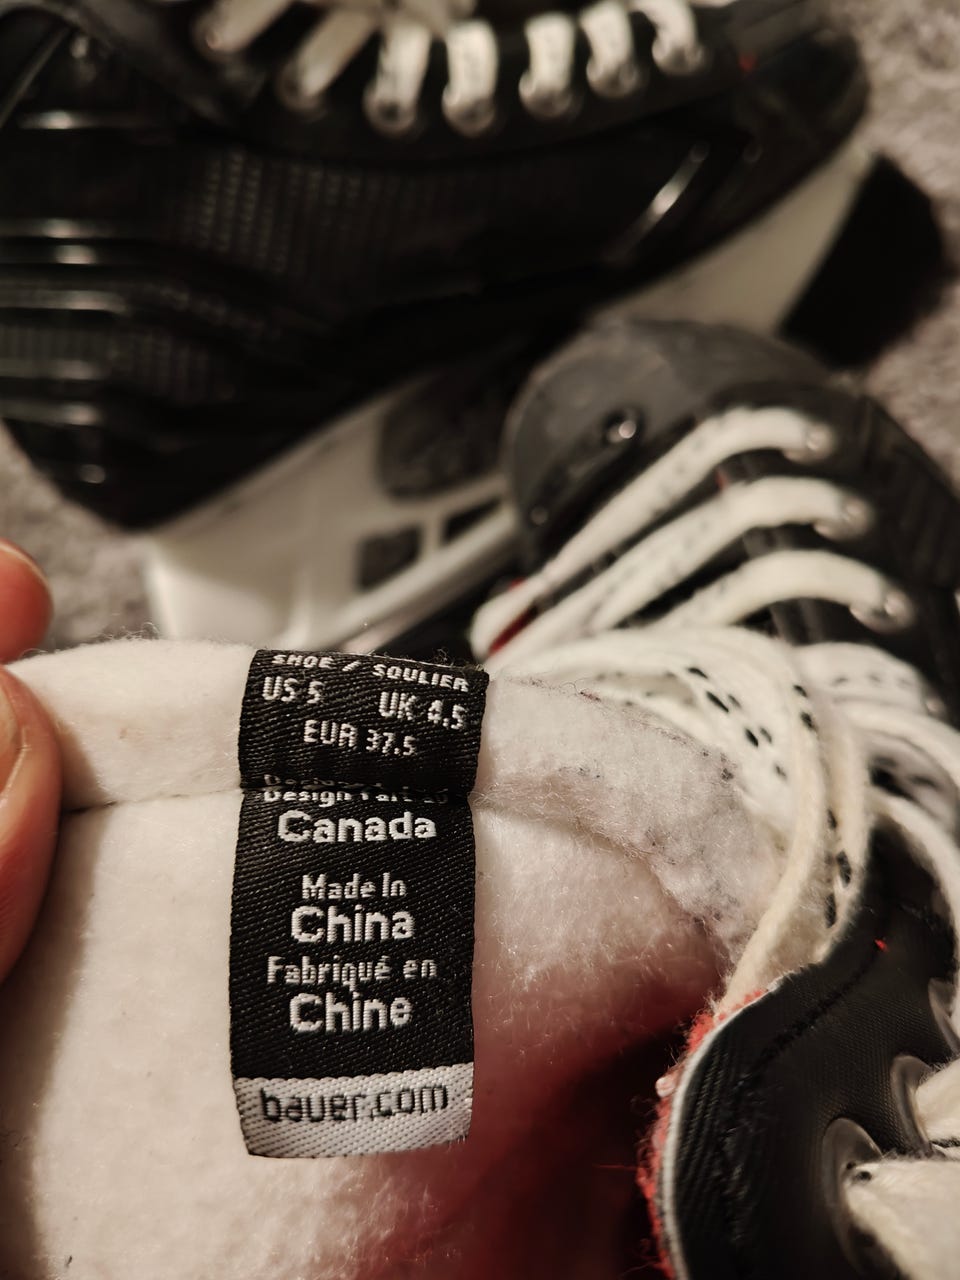 SHOE / SOULIER
US 5 UK 4.5
EUR 37.5
Canada
Made In
China
Fabriqué en
Chine
bauer.com